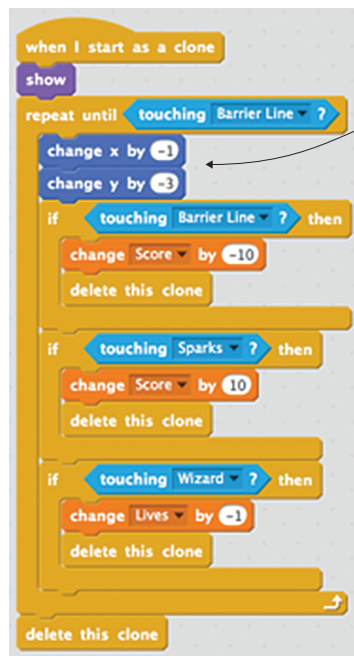 when I start as a clone
show
repeat until touching Barrier Line ?
change x by -1
change y by -3
if touching Barrier Line ? then
change Score by -10
delete this clone
if touching Sparks ? then
change Score by 10
delete this clone
if touching Wizard ? then
change Lives by -1
delete this clone
delete this clone